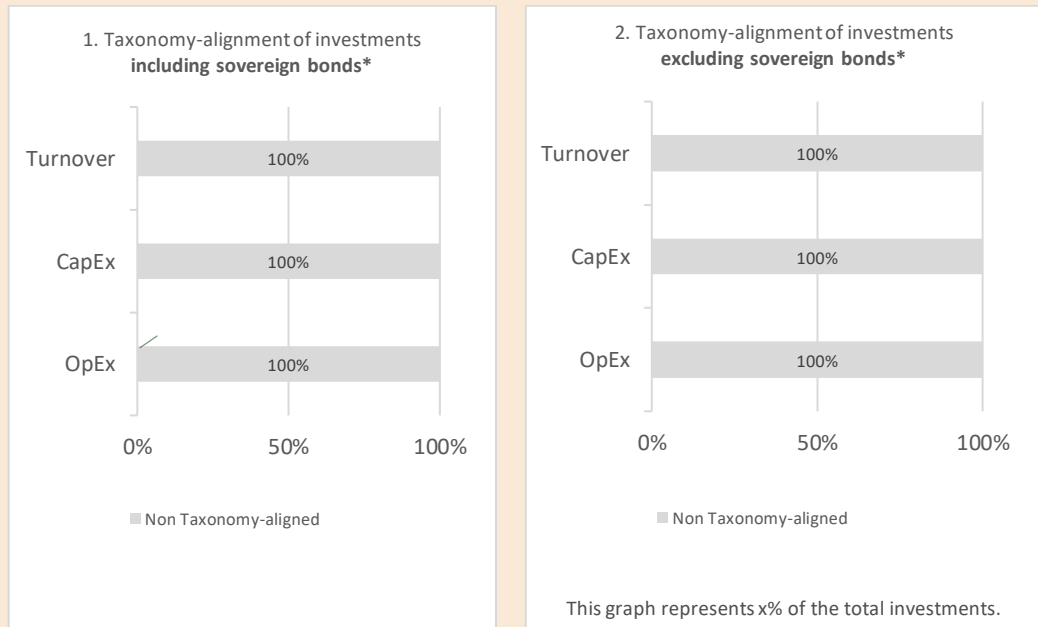 1. Taxonomy-alignment of investments
including sovereign bonds*
Turnover
100%
CapEx
100%
OpEx
100%
0% 50% 100%
Non Taxonomy-aligned
2. Taxonomy-alignment of investments
excluding sovereign bonds*
Turnover
100%
CapEx
100%
OpEx
100%
0% 50% 100%
Non Taxonomy-aligned
This graph represents x% of the total investments.